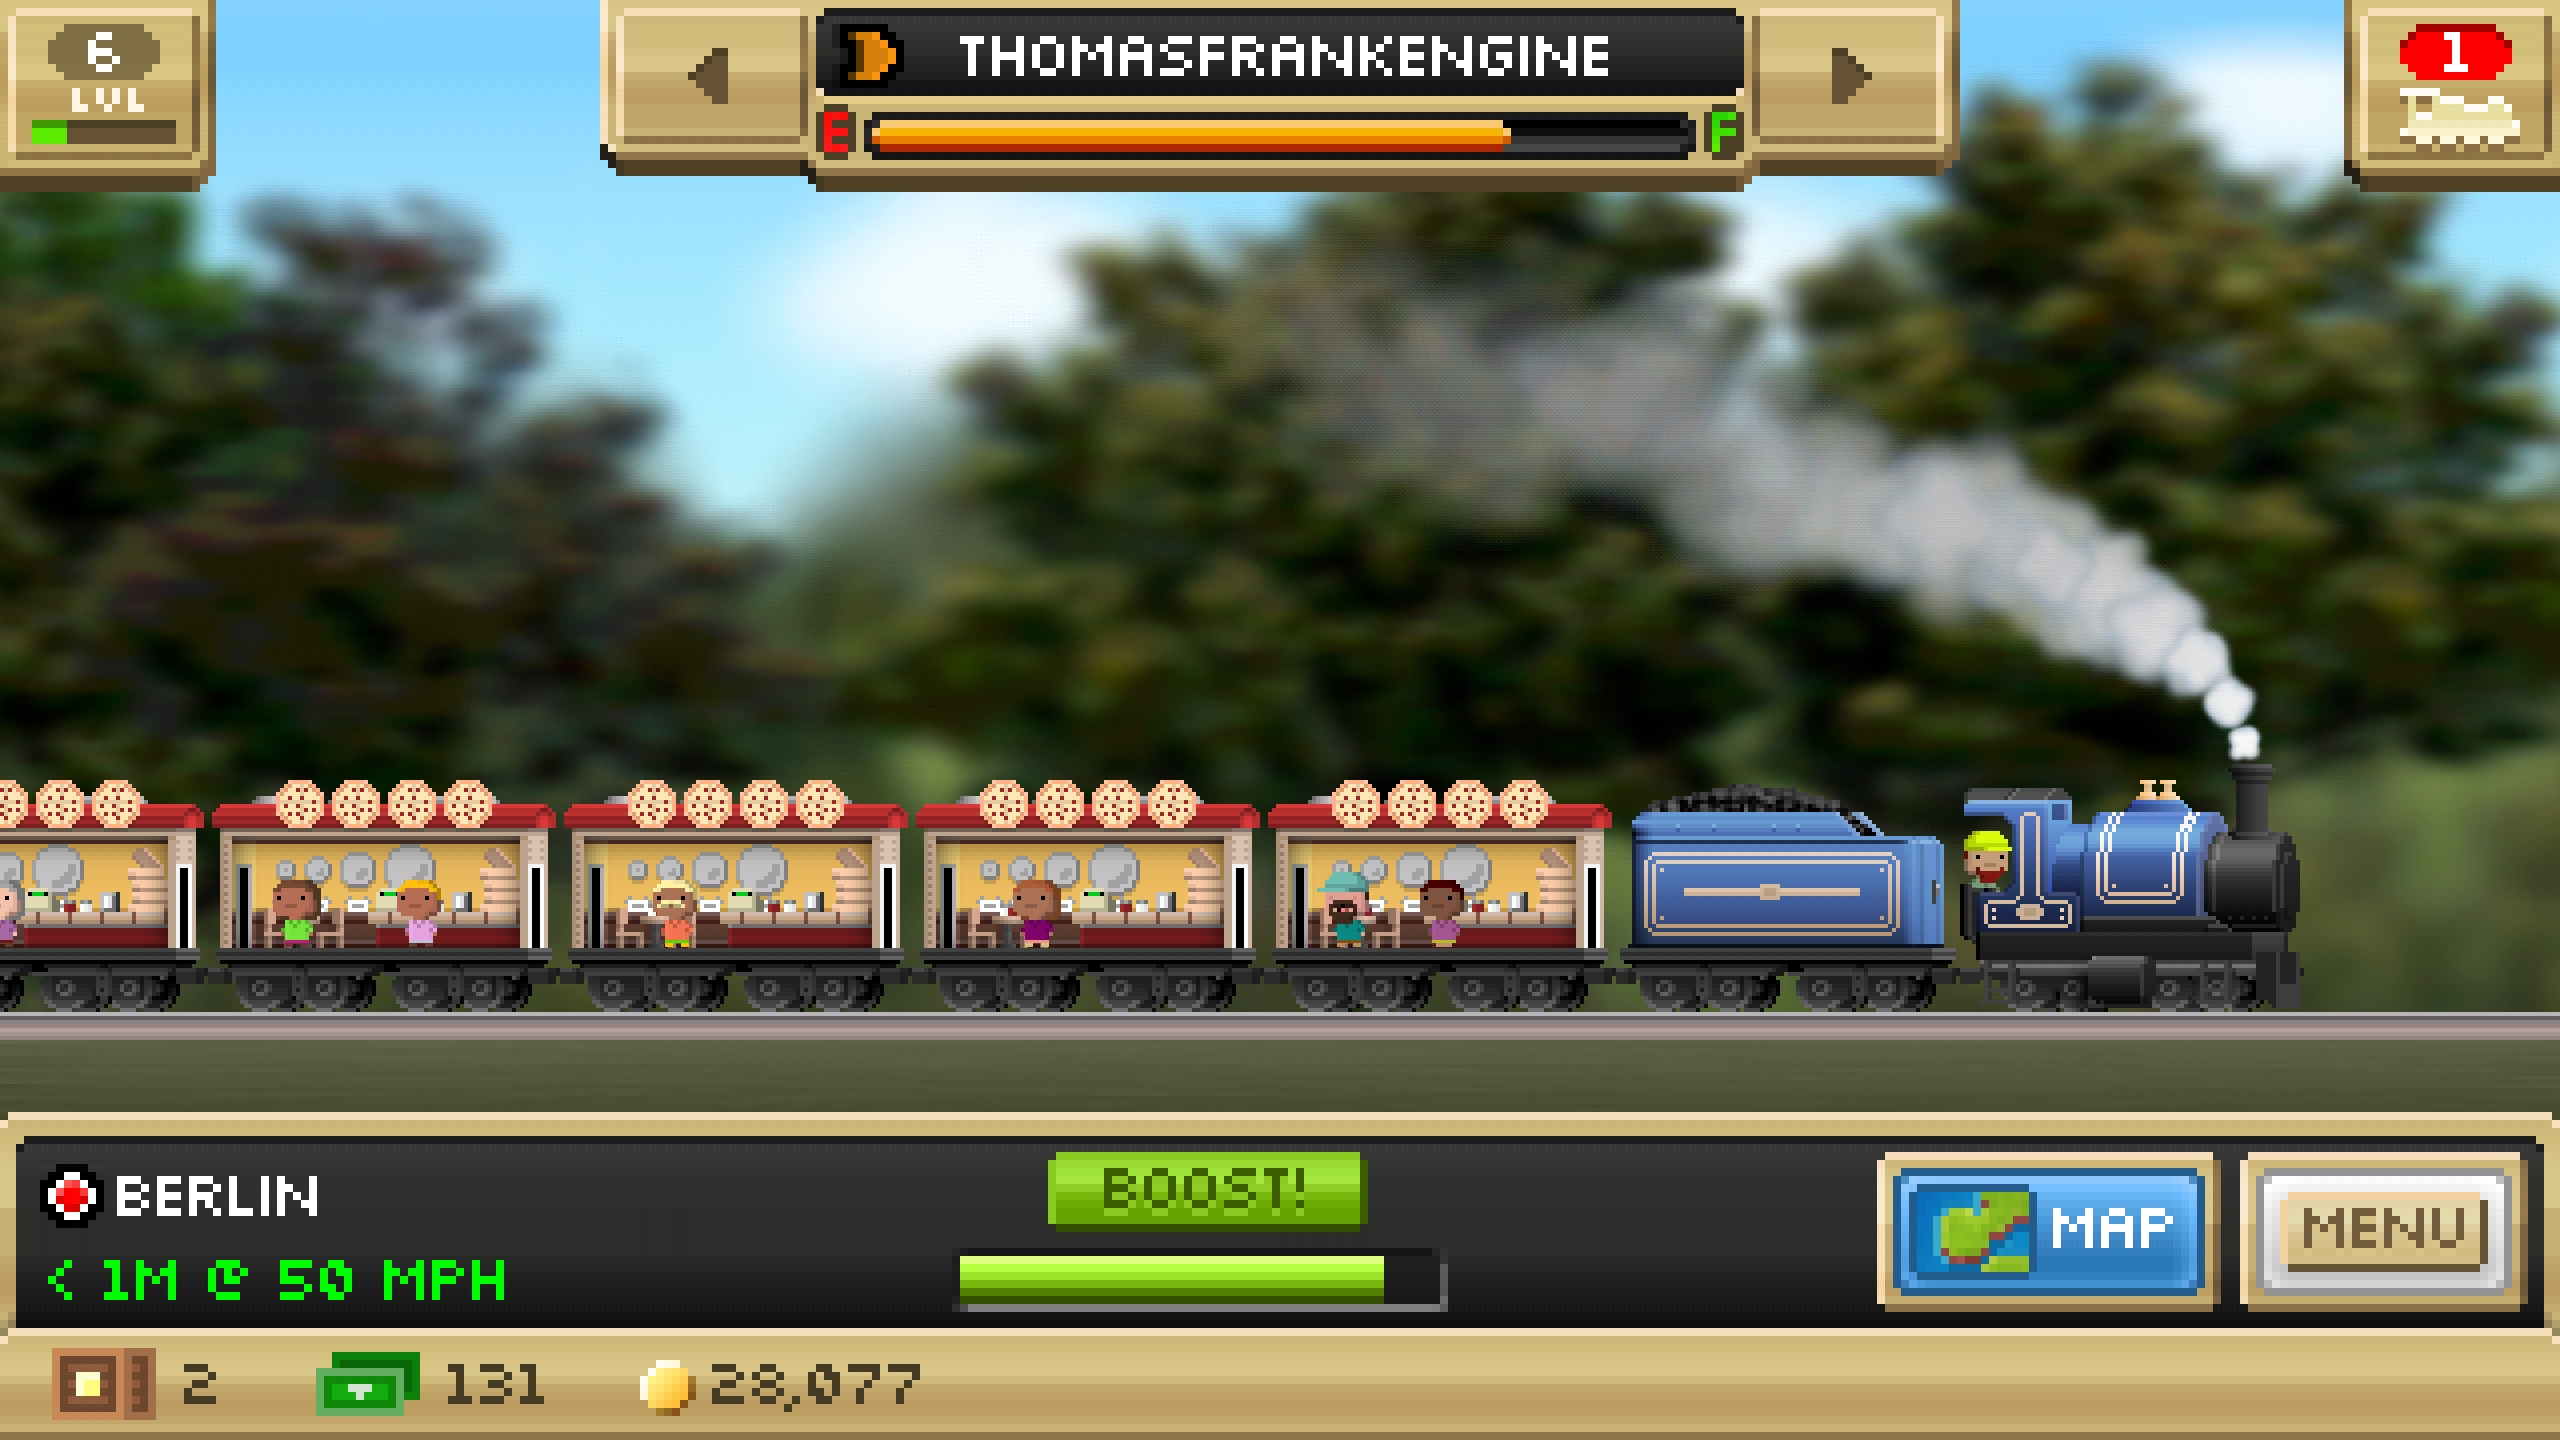 6
LVL
THOMASFRANKENGINE
E F
1
BERLIN
< 1M @ 50 MPH
BOOST!
MAP
MENU
2
131
28,077